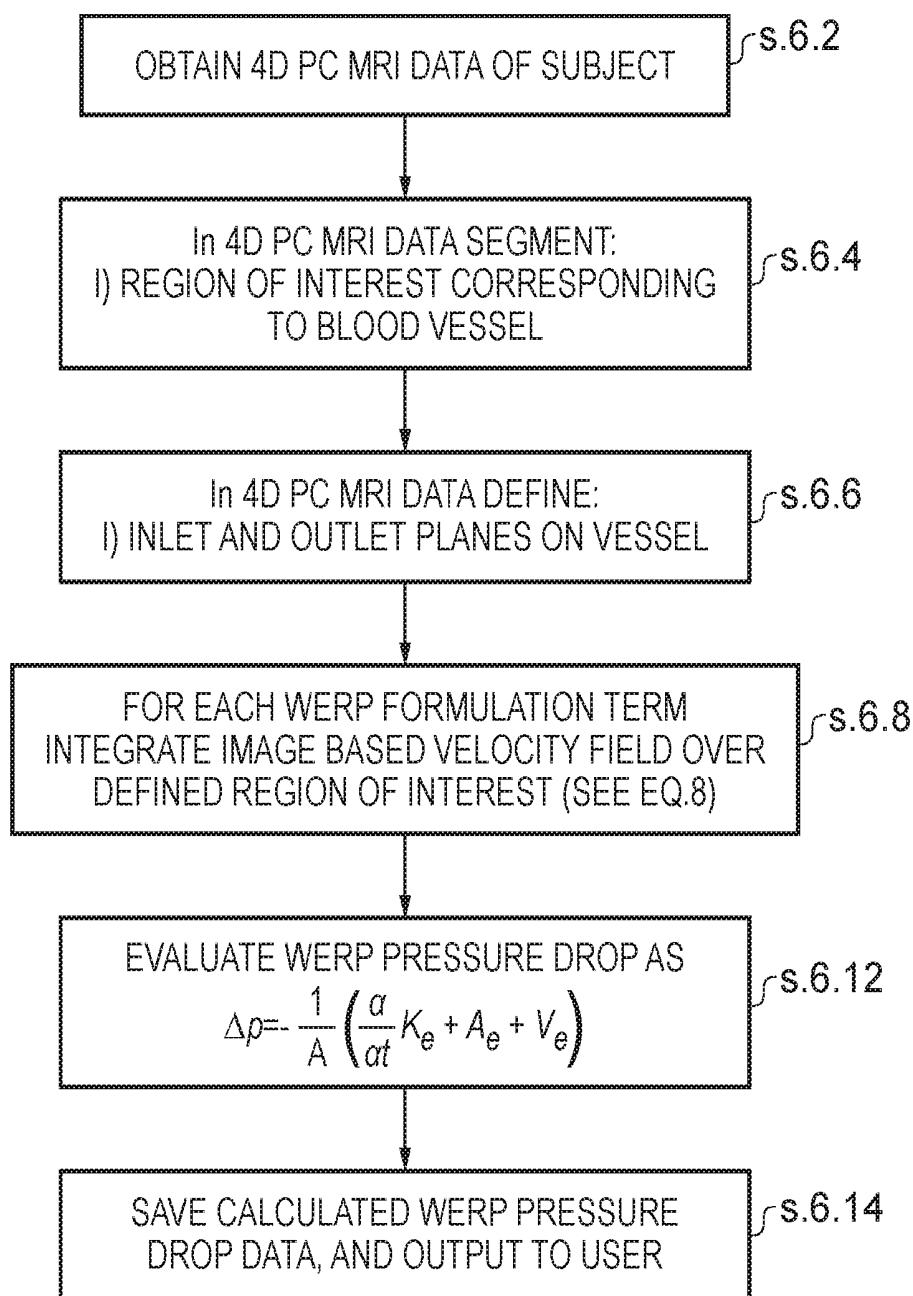 OBTAIN 4D PC MRI DATA OF SUBJECT
s.6.2
In 4D PC MRI DATA SEGMENT:
I) REGION OF INTEREST CORRESPONDING
TO BLOOD VESSEL
s.6.4
In 4D PC MRI DATA DEFINE:
I) INLET AND OUTLET PLANES ON VESSEL
s.6.6
FOR EACH WERP FORMULATION TERM
INTEGRATE IMAGE BASED VELOCITY FIELD OVER
DEFINED REGION OF INTEREST (SEE EQ.8)
s.6.8
EVALUATE WERP PRESSURE DROP AS
Δp=- 1/A (α/αt Ke + Ae + Ve)
s.6.12
SAVE CALCULATED WERP PRESSURE
DROP DATA, AND OUTPUT TO USER
s.6.14